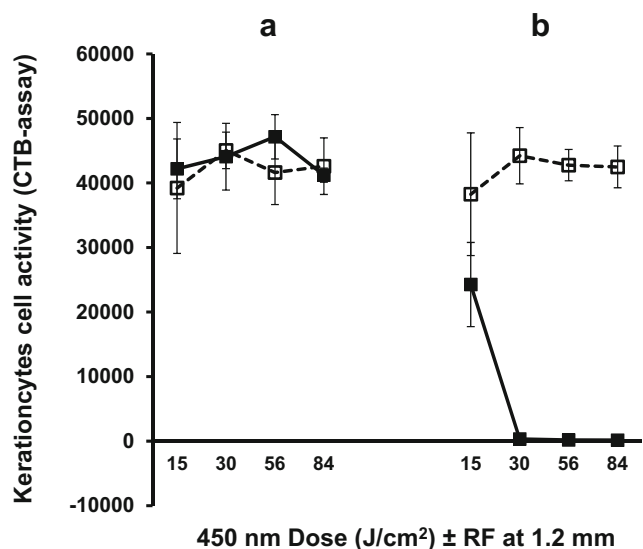 a b
Kerationcytes cell activity (CTB-assay)
60000
50000
40000
30000
20000
10000
0
-10000
15 30 56 84 15 30 56 84
450 nm Dose (J/cm²) ± RF at 1.2 mm